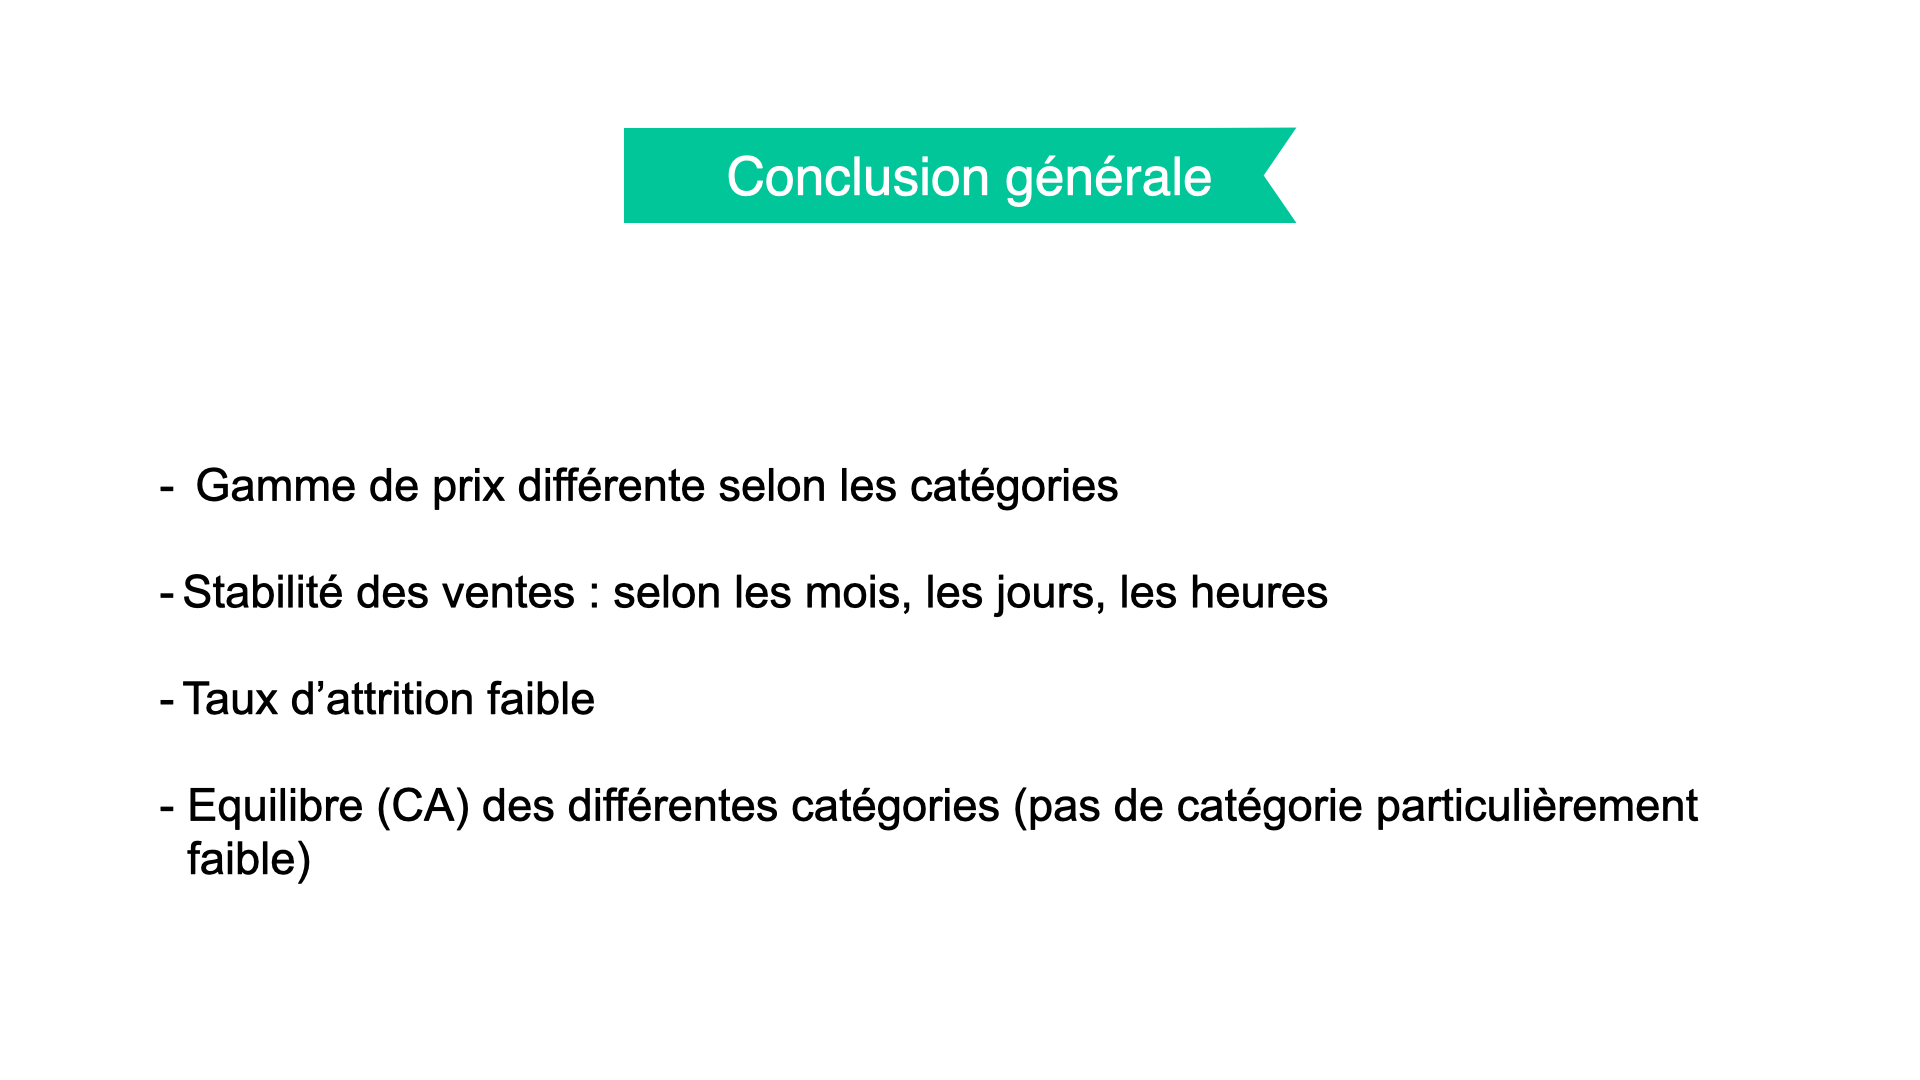 Conclusion générale
- Gamme de prix différente selon les catégories
- Stabilité des ventes : selon les mois, les jours, les heures
- Taux d’attrition faible
- Equilibre (CA) des différentes catégories (pas de catégorie particulièrement
faible)